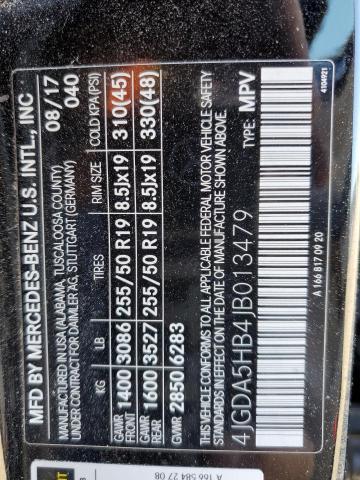 MFD BY MERCEDES-BENZ U.S. INTL., INC
MANUFACTURED IN USA (ALABAMA, TUSCALOOSA COUNTY)
UNDER CONTRACT FOR DAIMLER AG, STUTTGART (GERMANY)
08/17
040
KG LB TIRES RIM SIZE COLD KPA(PSI)
GAWR FRONT 1400 3086 255/50 R19 8.5Jx19 310(45)
GAWR REAR 1600 3527 255/50 R19 8.5Jx19 330(48)
GVWR 2850 6283
THIS VEHICLE CONFORMS TO ALL APPLICABLE FEDERAL MOTOR VEHICLE SAFETY
STANDARDS IN EFFECT ON THE DATE OF MANUFACTURE SHOWN ABOVE.
4JGDA5HB4JB013479 TYPE: MPV
A 166 817 09 20
4104921
A 166 584 27 08